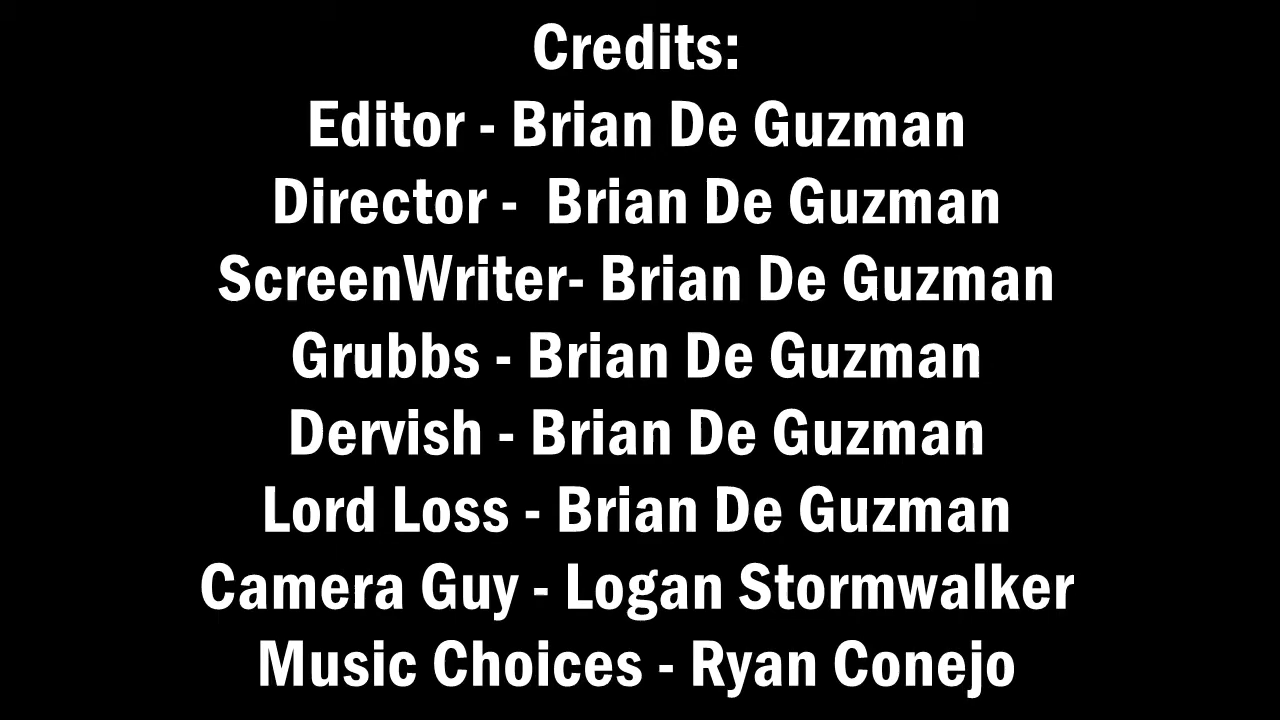 Credits:
Editor - Brian De Guzman
Director -  Brian De Guzman
ScreenWriter- Brian De Guzman
Grubbs - Brian De Guzman
Dervish - Brian De Guzman
Lord Loss - Brian De Guzman
Camera Guy - Logan Stormwalker
Music Choices - Ryan Conejo